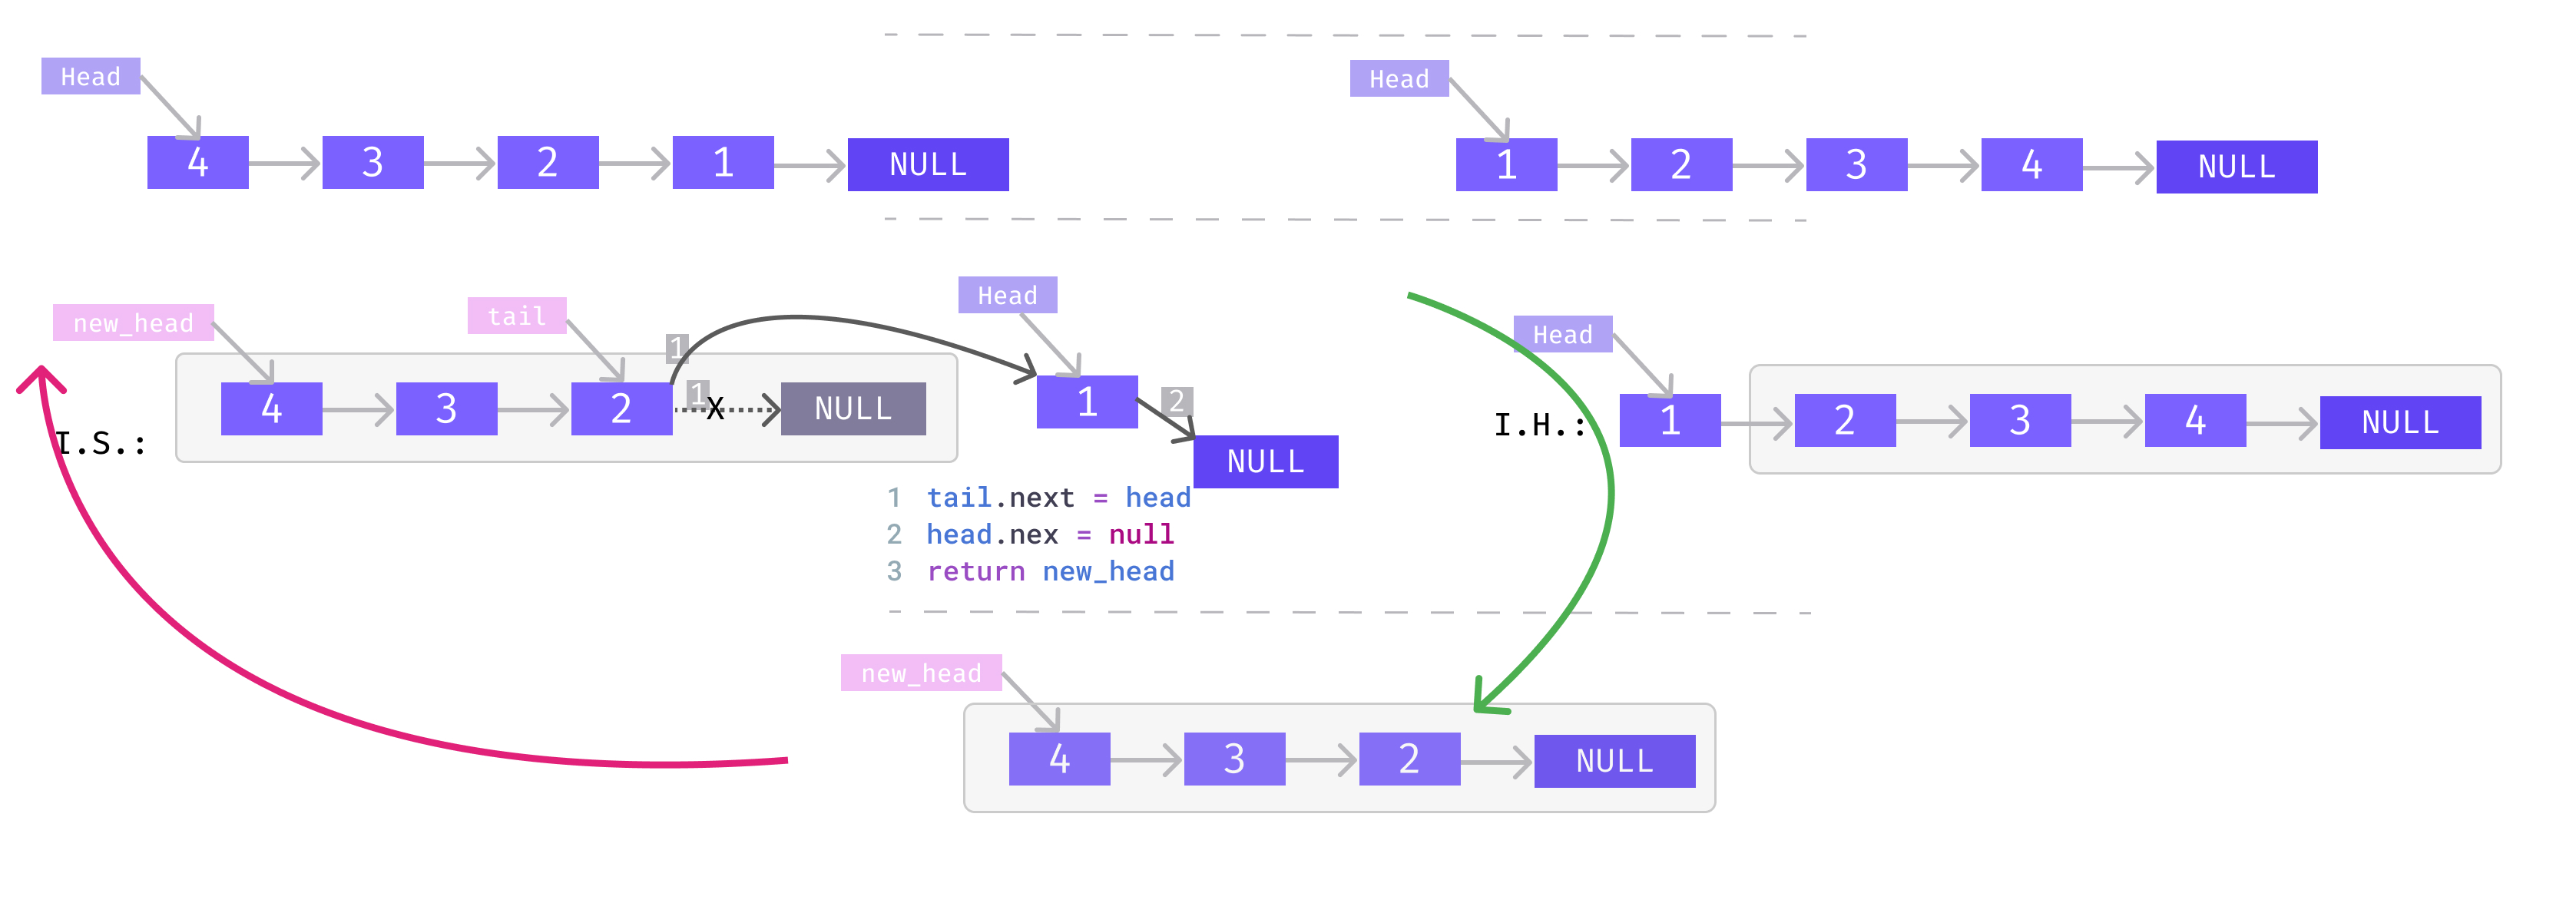 Head
4 3 2 1 NULL
Head
1 2 3 4 NULL
new_head
tail
Head
1
1
X
2
I.S.:
4 3 2 NULL
1
NULL
Head
I.H.:
1 2 3 4 NULL
1 tail.next = head
2 head.nex = null
3 return new_head
new_head
4 3 2 NULL